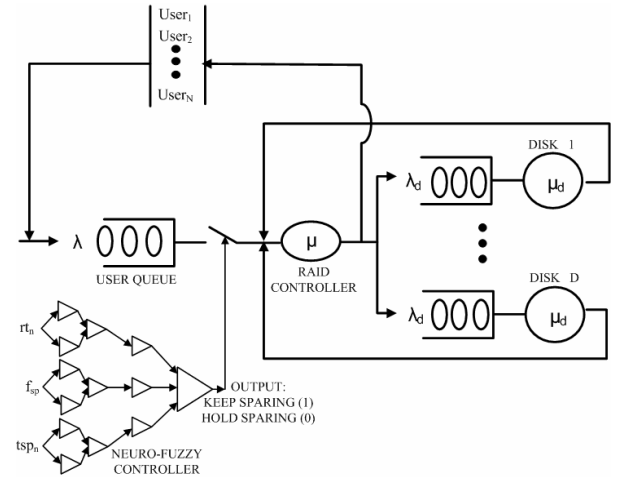 User1
User2
UserN
DISK 1
λd
μd
λ
μ
USER QUEUE
RAID
CONTROLLER
DISK D
λd
μd
rtn
fsp
tspn
OUTPUT:
KEEP SPARING (1)
HOLD SPARING (0)
NEURO-FUZZY
CONTROLLER